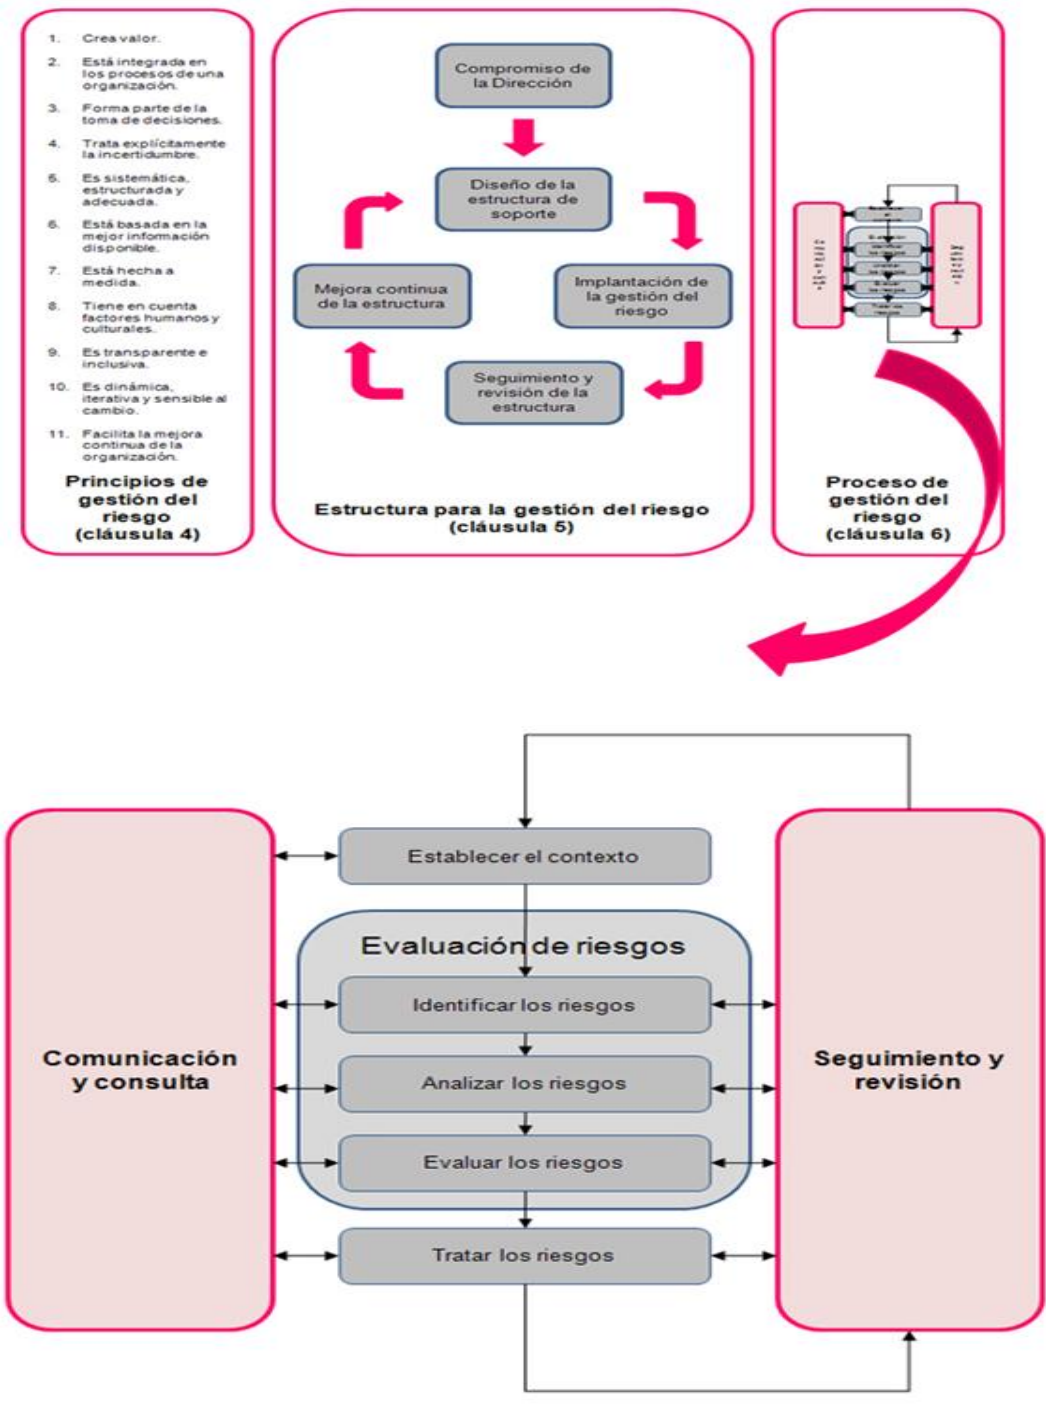 1. Crea valor.
2. Está integrada en
los procesos de una
organización.
3. Forma parte de la
toma de decisiones.
4. Trata explícitamente
la incertidumbre.
5. Es sistemática,
estructurada y
adecuada.
6. Está basada en la
mejor información
disponible.
7. Está hecha a
medida.
8. Tiene en cuenta
factores humanos y
culturales.
9. Es transparente e
inclusiva.
10. Es dinámica,
iterativa y sensible al
cambio.
11. Facilita la mejora
continua de la
organización.
Principios de
gestión del
riesgo
(cláusula 4)
Compromiso de
la Dirección
Diseño de la
estructura de
soporte
Mejora continua
de la estructura
Implantación de
la gestión del
riesgo
Seguimiento y
revisión de la
estructura
Estructura para la gestión del riesgo
(cláusula 5)
Proceso de
gestión del
riesgo
(cláusula 6)
Establecer el contexto
Evaluación de riesgos
Identificar los riesgos
Analizar los riesgos
Evaluar los riesgos
Tratar los riesgos
Comunicación
y consulta
Seguimiento y
revisión